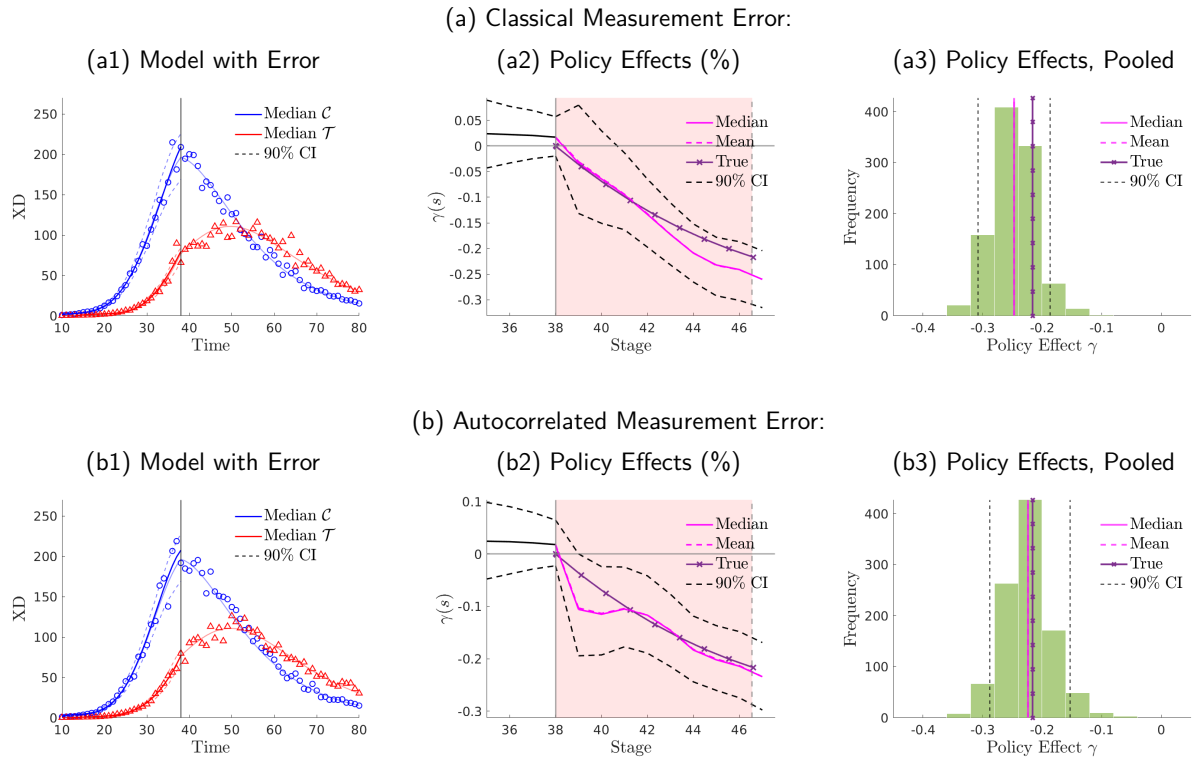 (a) Classical Measurement Error:
(a1) Model with Error
(a2) Policy Effects (%)
(a3) Policy Effects, Pooled
XD
250
200
150
100
50
0
10 20 30 40 50 60 70 80
Time
Median 𝒞
Median 𝒯
90% CI
γ(s)
0.05
0
-0.05
-0.1
-0.15
-0.2
-0.25
-0.3
36 38 40 42 44 46
Stage
Median
Mean
True
90% CI
Frequency
400
300
200
100
0
-0.4 -0.3 -0.2 -0.1 0
Policy Effect γ
Median
Mean
True
90% CI
(b) Autocorrelated Measurement Error:
(b1) Model with Error
(b2) Policy Effects (%)
(b3) Policy Effects, Pooled
XD
250
200
150
100
50
0
10 20 30 40 50 60 70 80
Time
Median 𝒞
Median 𝒯
90% CI
γ(s)
0.1
0
-0.1
-0.2
-0.3
36 38 40 42 44 46
Stage
Median
Mean
True
90% CI
Frequency
400
300
200
100
0
-0.4 -0.3 -0.2 -0.1 0
Policy Effect γ
Median
Mean
True
90% CI